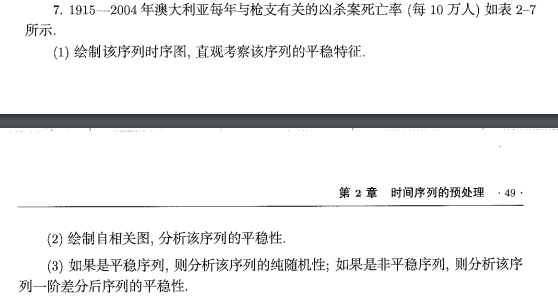 7. 1915—2004 年澳大利亚每年与枪支有关的凶杀案死亡率 (每 10 万人) 如表 2–7
所示.
(1) 绘制该序列时序图, 直观考察该序列的平稳特征.
第 2 章 时间序列的预处理 · 49 ·
(2) 绘制自相关图, 分析该序列的平稳性.
(3) 如果是平稳序列, 则分析该序列的纯随机性; 如果是非平稳序列, 则分析该序
列一阶差分后序列的平稳性.